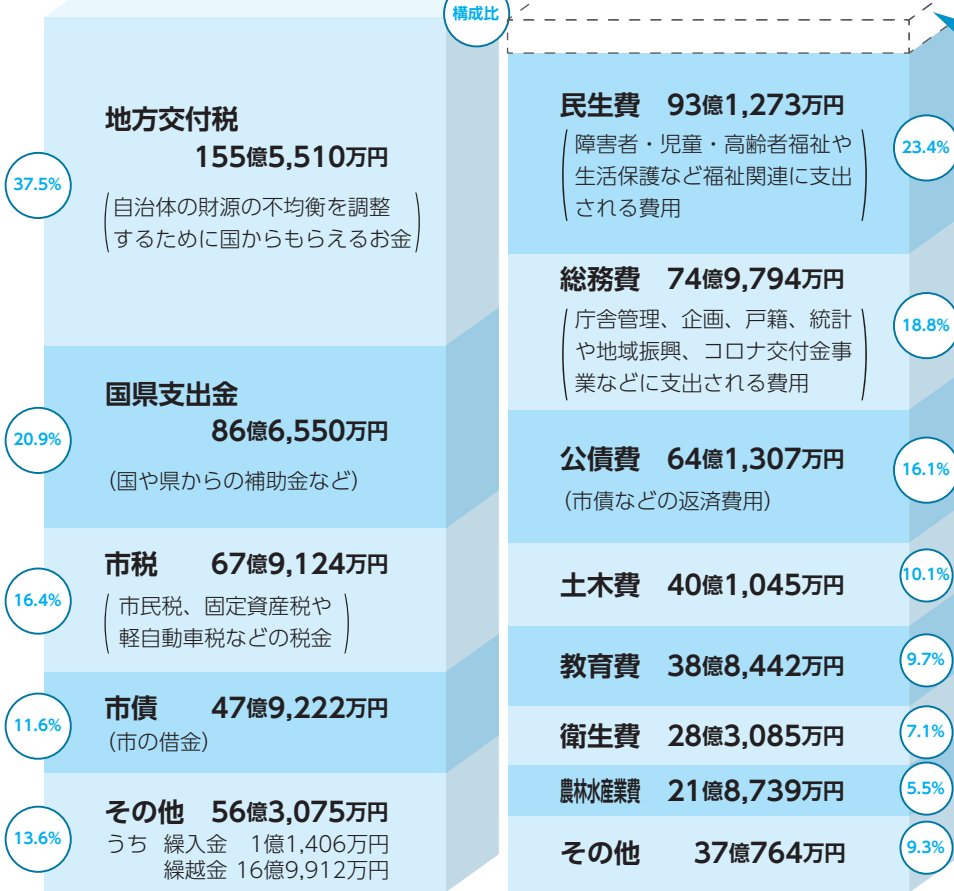 構成比
地方交付税
155億5,510万円
37.5%
自治体の財源の不均衡を調整
するために国からもらえるお金
国県支出金
86億6,550万円
20.9%
(国や県からの補助金など)
市税 67億9,124万円
16.4%
市民税、固定資産税や
軽自動車税などの税金
市債 47億9,222万円
11.6%
(市の借金)
その他 56億3,075万円
13.6%
うち 繰入金 1億1,406万円
繰越金 16億9,912万円
民生費 93億1,273万円
23.4%
障害者・児童・高齢者福祉や
生活保護など福祉関連に支出
される費用
総務費 74億9,794万円
18.8%
庁舎管理、企画、戸籍、統計
や地域振興、コロナ交付金事
業などに支出される費用
公債費 64億1,307万円
16.1%
(市債などの返済費用)
土木費 40億1,045万円
10.1%
教育費 38億8,442万円
9.7%
衛生費 28億3,085万円
7.1%
農林水産業費 21億8,739万円
5.5%
その他 37億764万円
9.3%